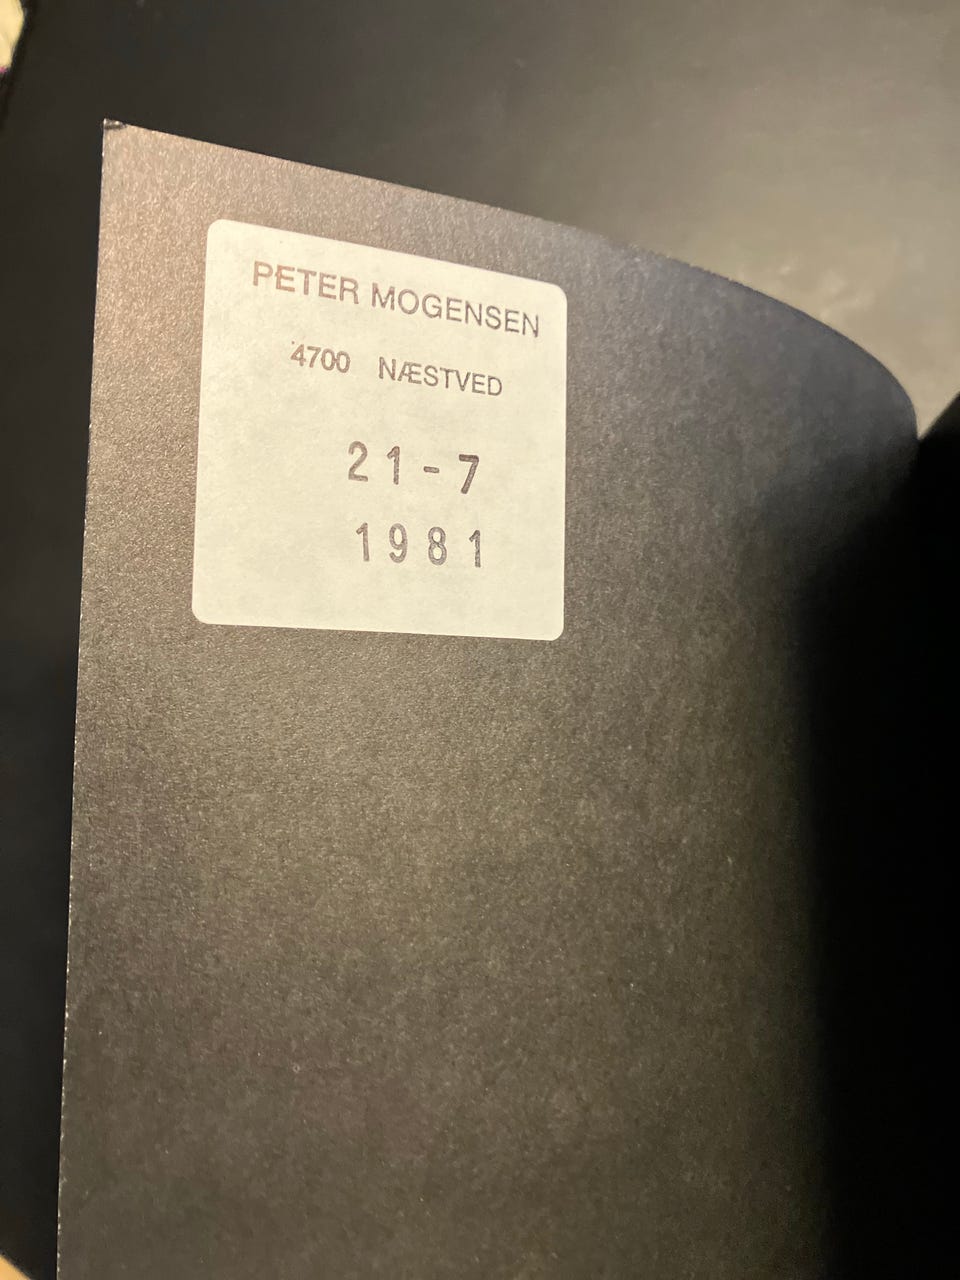 PETER MOGENSEN
4700 NÆSTVED
21-7
1981